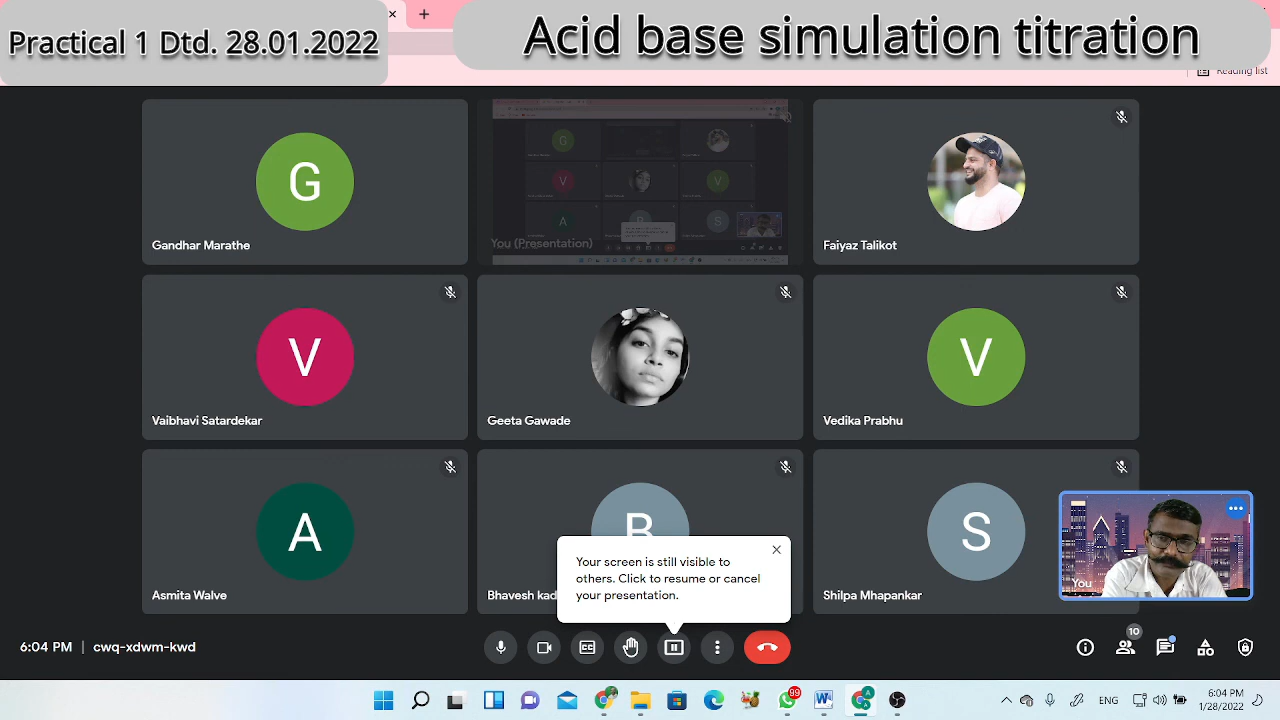 Practical 1 Dtd. 28.01.2022
Acid base simulation titration
Reading list
G
Gandhar Marathe
You (Presentation)
Faiyaz Talikot
V
Vaibhavi Satardekar
Geeta Gawade
V
Vedika Prabhu
A
Asmita Walve
B
Bhavesh kad
S
Shilpa Mhapankar
You
Your screen is still visible to
others. Click to resume or cancel
your presentation.
6:04 PM | cwq-xdwm-kwd
10
99
ENG
6:04 PM
1/28/2022